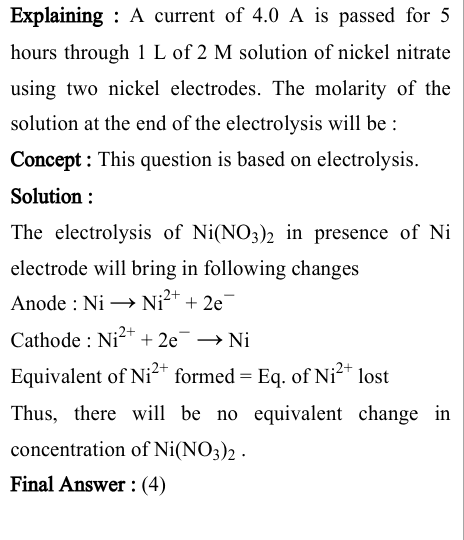 Explaining : A current of 4.0 A is passed for 5
hours through 1 L of 2 M solution of nickel nitrate
using two nickel electrodes. The molarity of the
solution at the end of the electrolysis will be :
Concept : This question is based on electrolysis.
Solution :
The electrolysis of Ni(NO₃)₂ in presence of Ni
electrode will bring in following changes
Anode : Ni ⟶ Ni²⁺ + 2e⁻
Cathode : Ni²⁺ + 2e⁻ ⟶ Ni
Equivalent of Ni²⁺ formed = Eq. of Ni²⁺ lost
Thus, there will be no equivalent change in
concentration of Ni(NO₃)₂ .
Final Answer : (4)